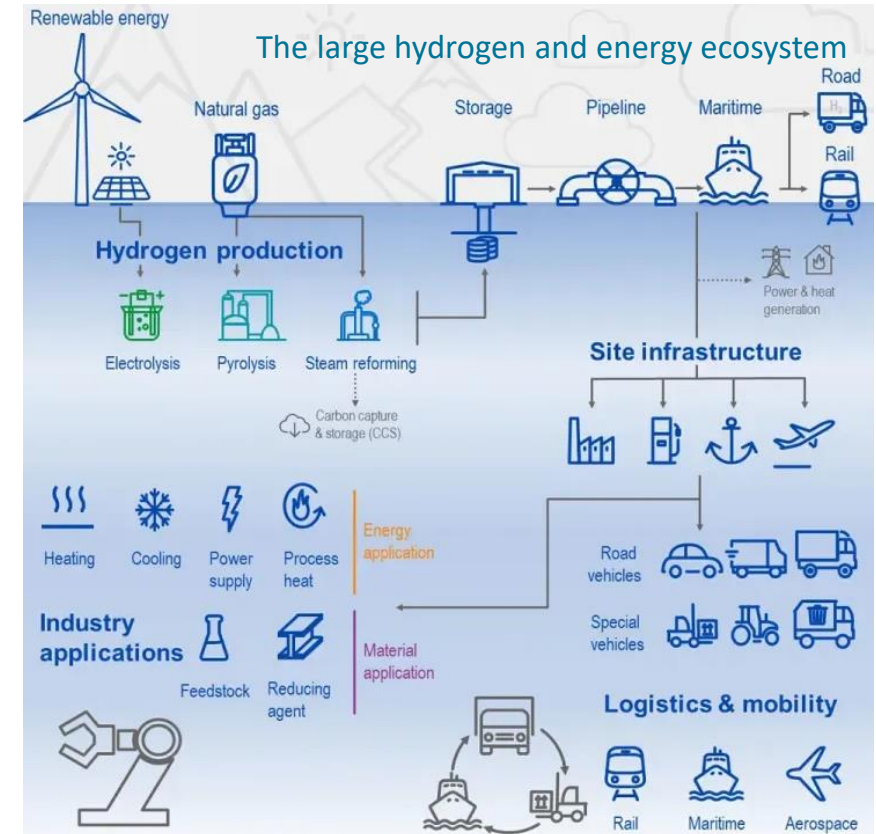 Renewable energy
The large hydrogen and energy ecosystem
Natural gas
Storage
Pipeline
Maritime
Road
H₂
Rail
Hydrogen production
Power & heat
generation
Electrolysis
Pyrolysis
Steam reforming
Site infrastructure
Carbon capture
& storage (CCS)
Heating
Cooling
Power
supply
Process
heat
Energy
application
Road
vehicles
Industry
applications
Feedstock
Reducing
agent
Material
application
Special
vehicles
Logistics & mobility
Rail
Maritime
Aerospace